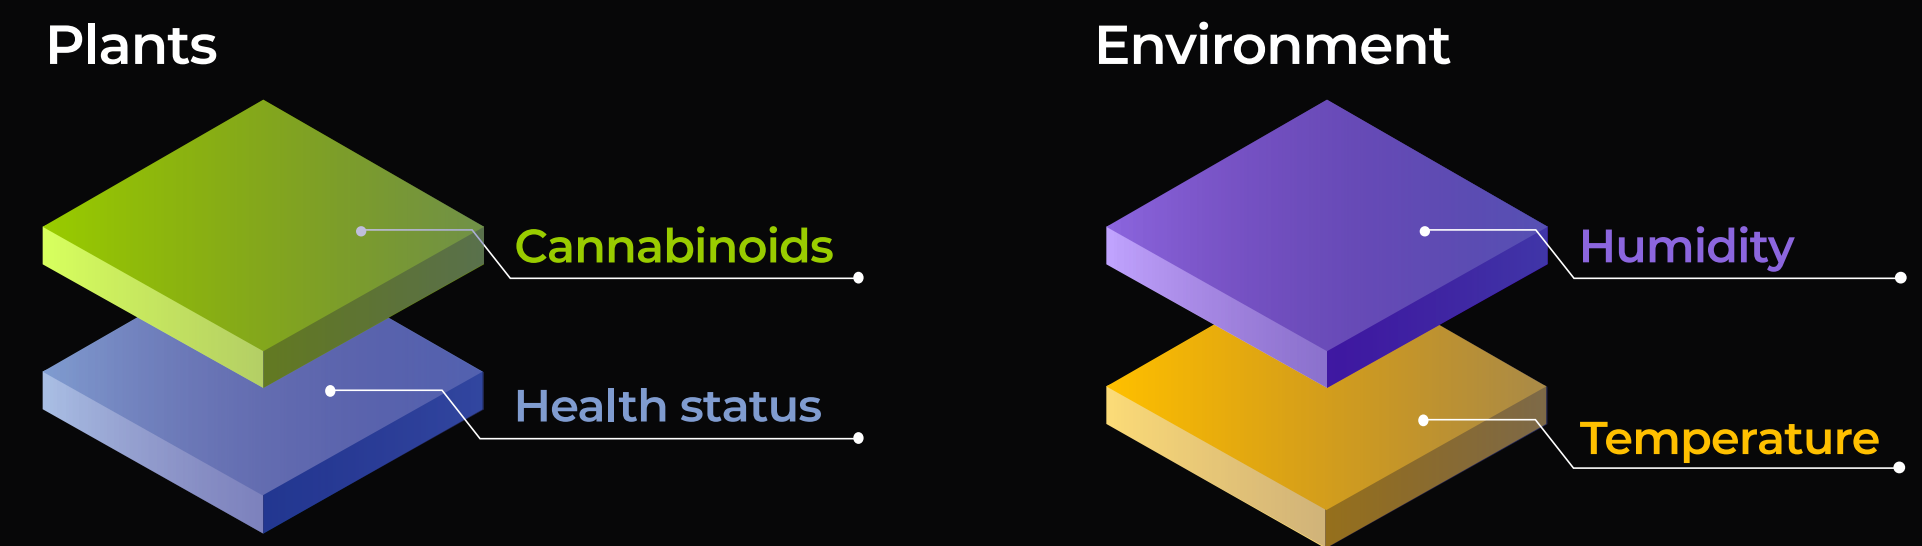 Plants
Cannabinoids
Health status
Environment
Humidity
Temperature